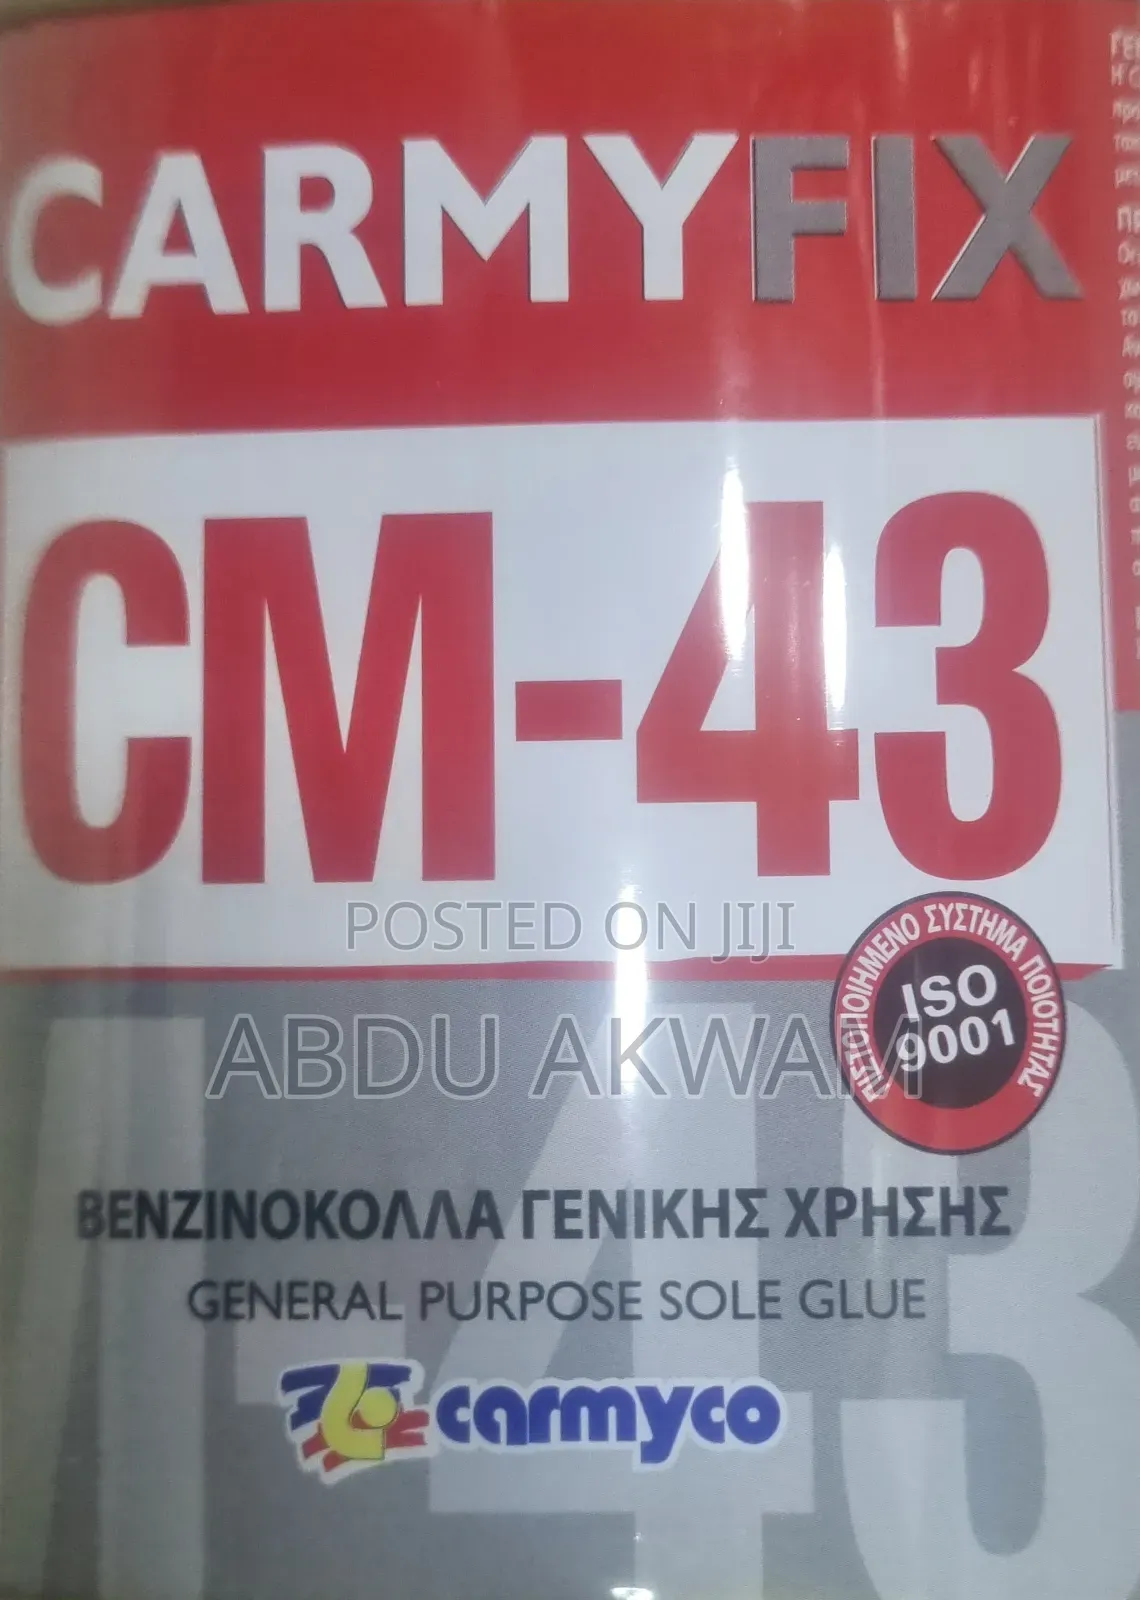 CARMYFIX
CM-43
POSTED ON JIJI
ABDU AKWAM
ΠΙΣΤΟΠΟΙΗΜΕΝΟ ΣΥΣΤΗΜΑ ΠΟΙΟΤΗΤΑΣ
ISO
9001
ΒΕΝΖΙΝΟΚΟΛΛΑ ΓΕΝΙΚΗΣ ΧΡΗΣΗΣ
GENERAL PURPOSE SOLE GLUE
carmyco